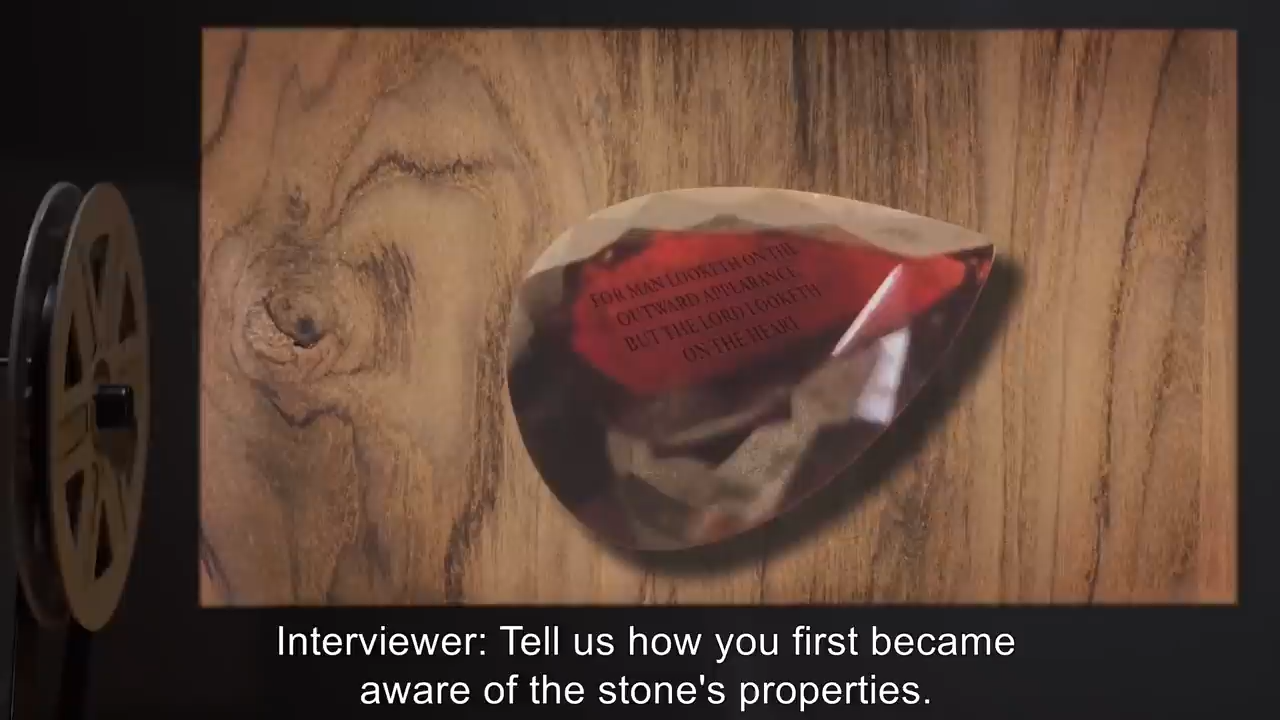 FOR MAN LOOKETH ON THE
OUTWARD APPEARANCE
BUT THE LORD LOOKETH
ON THE HEART
Interviewer: Tell us how you first became
aware of the stone's properties.